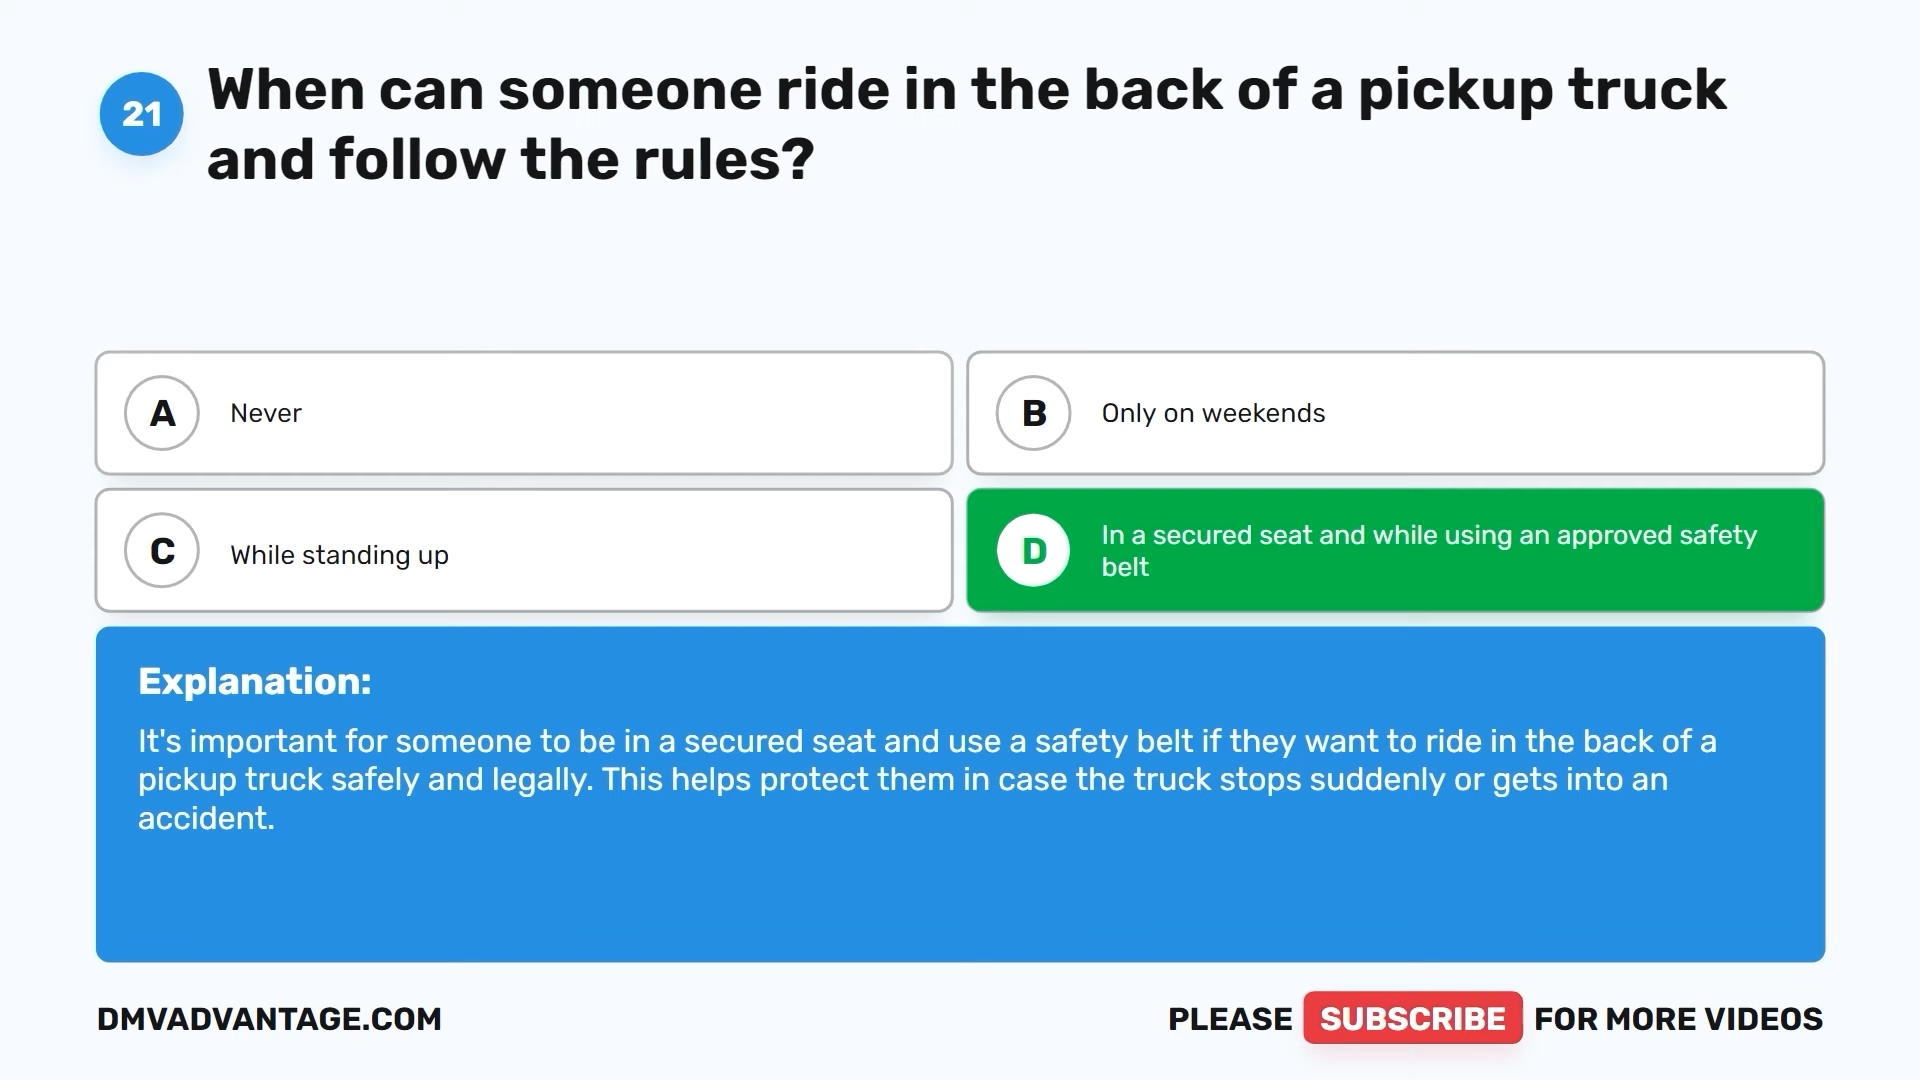 21
When can someone ride in the back of a pickup truck
and follow the rules?
A
Never
B
Only on weekends
C
While standing up
D
In a secured seat and while using an approved safety
belt
Explanation:
It's important for someone to be in a secured seat and use a safety belt if they want to ride in the back of a
pickup truck safely and legally. This helps protect them in case the truck stops suddenly or gets into an
accident.
DMVADVANTAGE.COM
PLEASE SUBSCRIBE FOR MORE VIDEOS